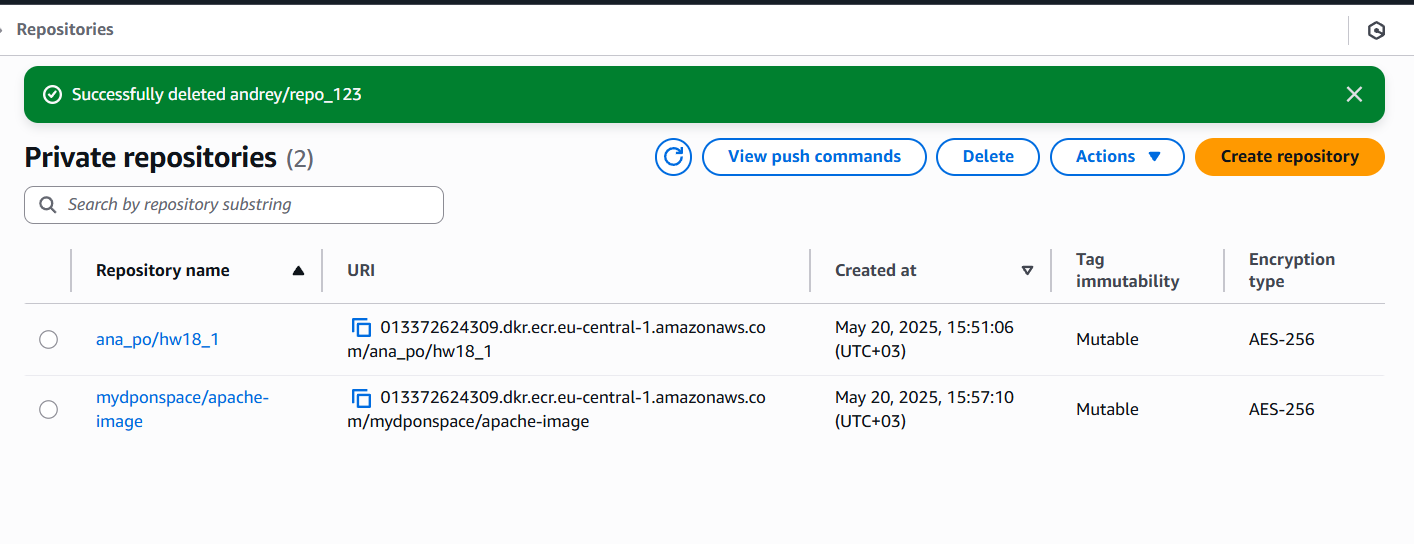 Repositories
Successfully deleted andrey/repo_123
Private repositories (2)
View push commands
Delete
Actions
Create repository
Search by repository substring
Repository name
URI
Created at
Tag
immutability
Encryption
type
ana_po/hw18_1
013372624309.dkr.ecr.eu-central-1.amazonaws.co
m/ana_po/hw18_1
May 20, 2025, 15:51:06
(UTC+03)
Mutable
AES-256
mydponspace/apache-
image
013372624309.dkr.ecr.eu-central-1.amazonaws.co
m/mydponspace/apache-image
May 20, 2025, 15:57:10
(UTC+03)
Mutable
AES-256